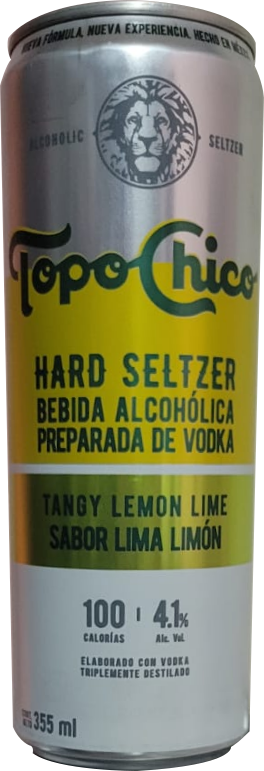 NUEVA FÓRMULA, NUEVA EXPERIENCIA. HECHO EN
ALCOHOLIC SELTZER
Topo Chico
HARD SELTZER
BEBIDA ALCOHÓLICA
PREPARADA DE VODKA
TANGY LEMON LIME
SABOR LIMA LIMÓN
100 4.1%
CALORÍAS Alc. Vol.
ELABORADO CON VODKA
TRIPLEMENTE DESTILADO
355 ml